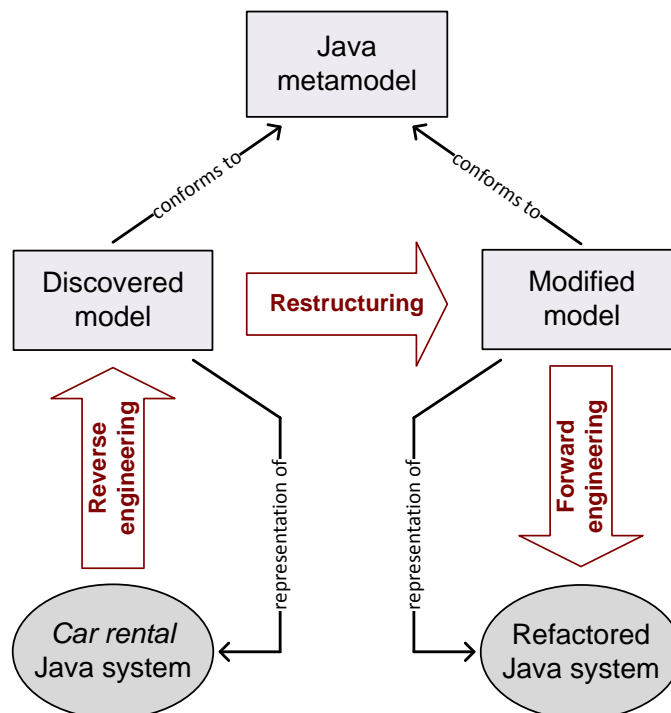 Java
metamodel
conforms to
conforms to
Discovered
model
Restructuring
Modified
model
Reverse
engineering
representation of
representation of
Forward
engineering
Car rental
Java system
Refactored
Java system